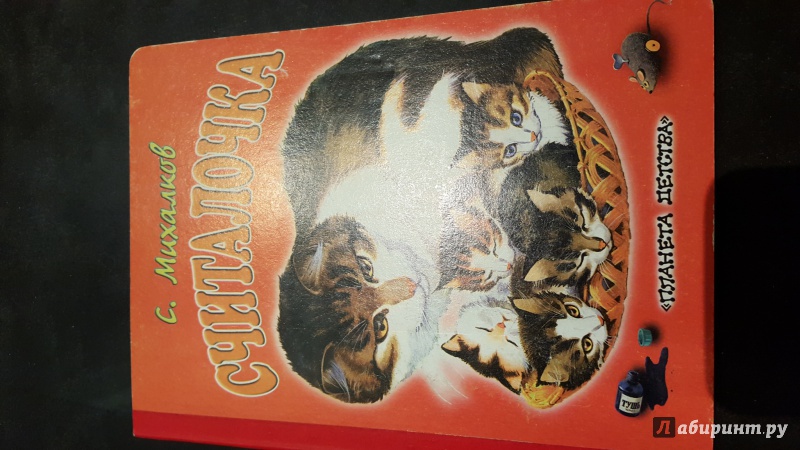 С. Михалков
СЧИТАЛОЧКА
ТУШЬ
«ПЛАНЕТА ДЕТСТВА»
Лабиринт.ру